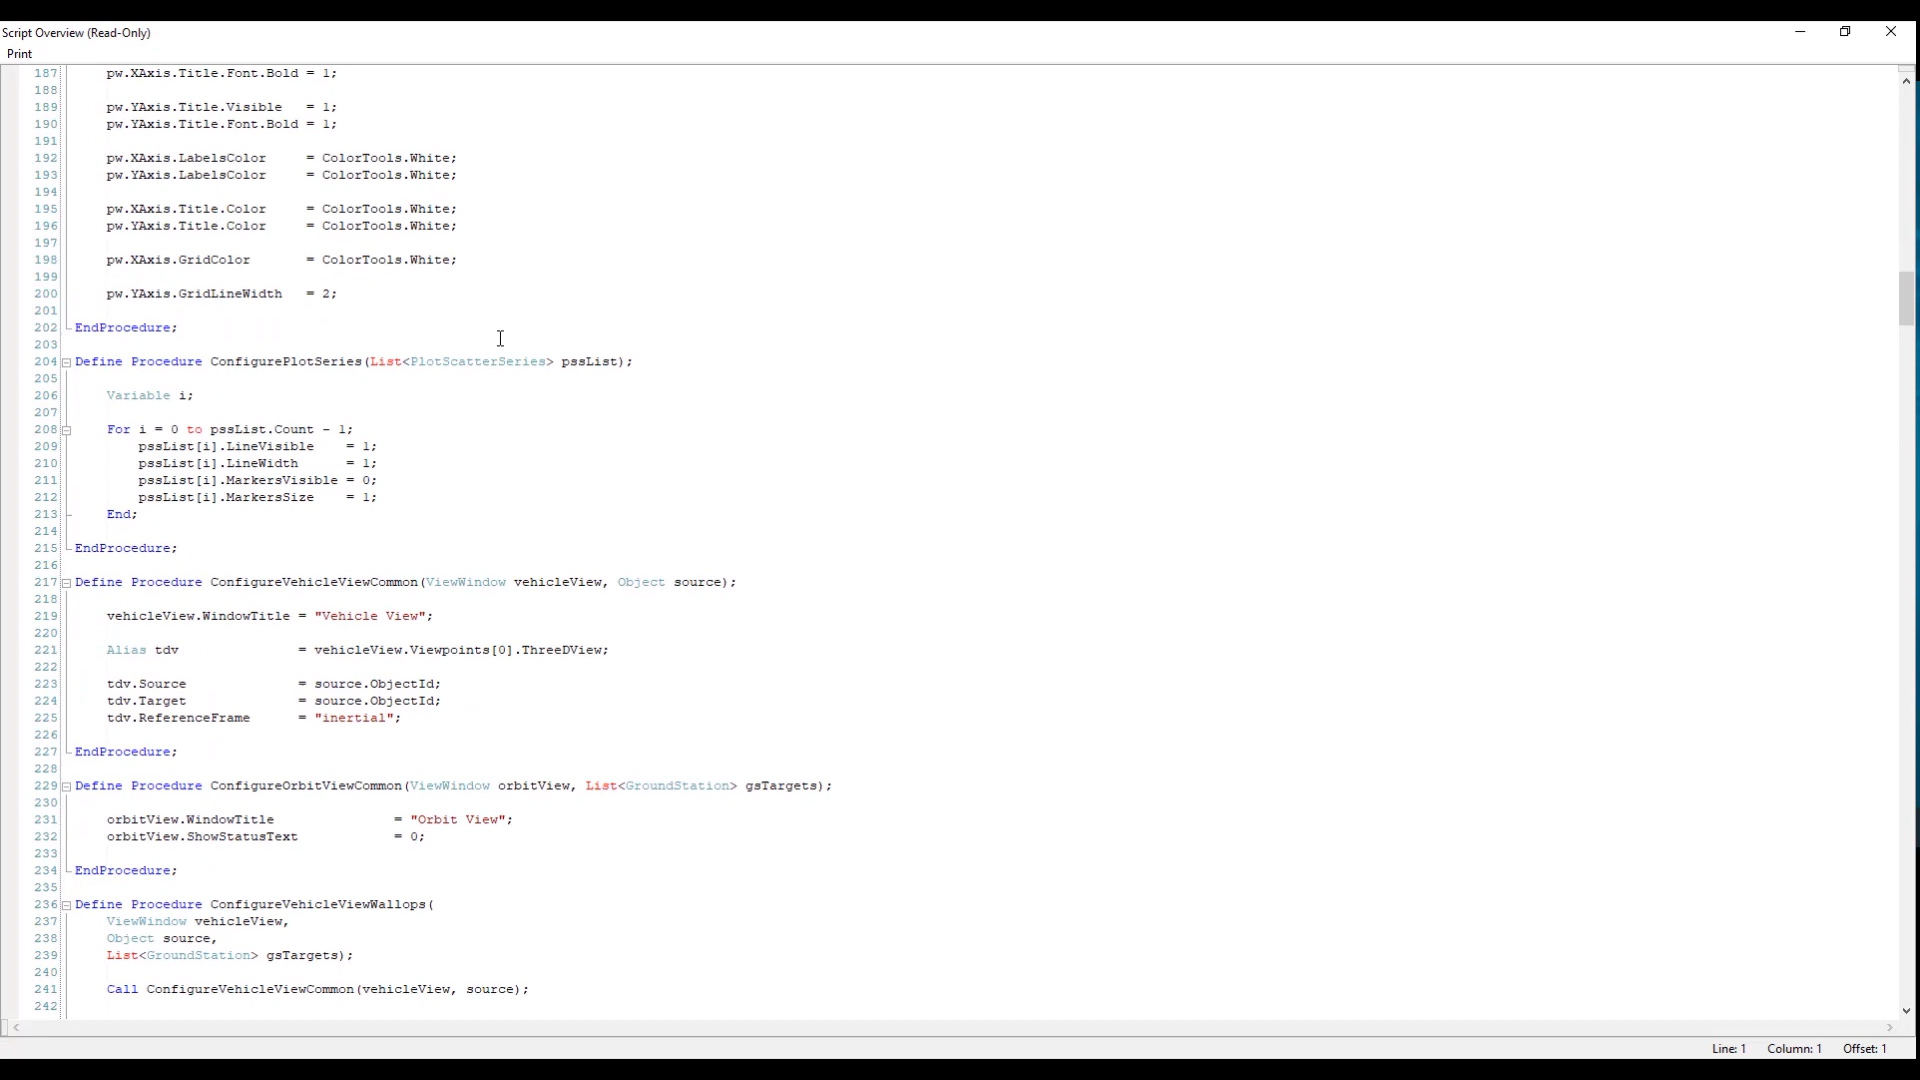 Script Overview (Read-Only)
Print
187 pw.XAxis.Title.Font.Bold = 1;
188
189 pw.YAxis.Title.Visible   = 1;
190 pw.YAxis.Title.Font.Bold = 1;
191
192 pw.XAxis.LabelsColor     = ColorTools.White;
193 pw.YAxis.LabelsColor     = ColorTools.White;
194
195 pw.XAxis.Title.Color     = ColorTools.White;
196 pw.YAxis.Title.Color     = ColorTools.White;
197
198 pw.XAxis.GridColor       = ColorTools.White;
199
200 pw.YAxis.GridLineWidth   = 2;
201
202 EndProcedure;
203
204 Define Procedure ConfigurePlotSeries(List<PlotScatterSeries> pssList);
205
206 Variable i;
207
208 For i = 0 to pssList.Count - 1;
209 pssList[i].LineVisible    = 1;
210 pssList[i].LineWidth      = 1;
211 pssList[i].MarkersVisible = 0;
212 pssList[i].MarkersSize    = 1;
213 End;
214
215 EndProcedure;
216
217 Define Procedure ConfigureVehicleViewCommon(ViewWindow vehicleView, Object source);
218
219 vehicleView.WindowTitle = "Vehicle View";
220
221 Alias tdv               = vehicleView.Viewpoints[0].ThreeDView;
222
223 tdv.Source              = source.ObjectId;
224 tdv.Target              = source.ObjectId;
225 tdv.ReferenceFrame      = "inertial";
226
227 EndProcedure;
228
229 Define Procedure ConfigureOrbitViewCommon(ViewWindow orbitView, List<GroundStation> gsTargets);
230
231 orbitView.WindowTitle               = "Orbit View";
232 orbitView.ShowStatusText            = 0;
233
234 EndProcedure;
235
236 Define Procedure ConfigureVehicleViewWallops(
237 ViewWindow vehicleView,
238 Object source,
239 List<GroundStation> gsTargets);
240
241 Call ConfigureVehicleViewCommon(vehicleView, source);
242
Line: 1 Column: 1 Offset: 1